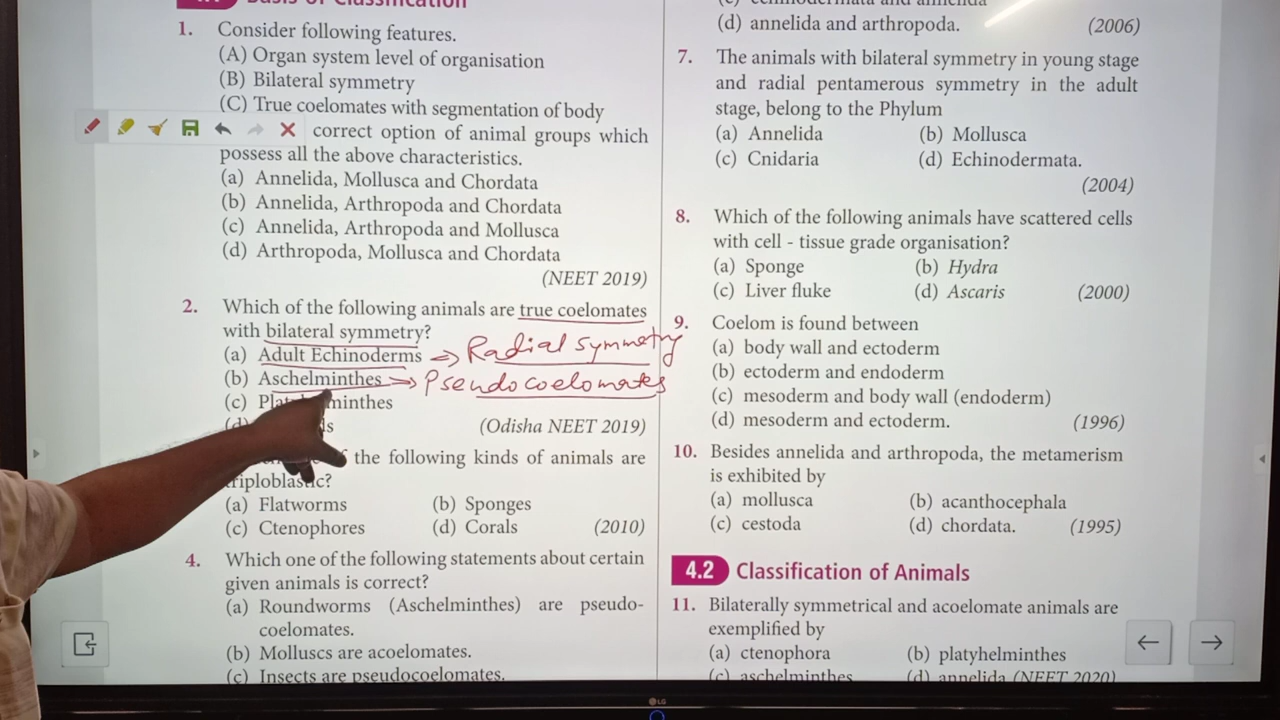 Basis of Classification
1. Consider following features.
(A) Organ system level of organisation
(B) Bilateral symmetry
(C) True coelomates with segmentation of body
correct option of animal groups which
possess all the above characteristics.
(a) Annelida, Mollusca and Chordata
(b) Annelida, Arthropoda and Chordata
(c) Annelida, Arthropoda and Mollusca
(d) Arthropoda, Mollusca and Chordata
(NEET 2019)
2. Which of the following animals are true coelomates
with bilateral symmetry?
(a) Adult Echinoderms → Radial symmetry
(b) Aschelminthes → Pseudocoelomates
(c)
(Odisha NEET 2019)
the following kinds of animals are
triploblastic?
(a) Flatworms (b) Sponges
(c) Ctenophores (d) Corals (2010)
4. Which one of the following statements about certain
given animals is correct?
(a) Roundworms (Aschelminthes) are pseudo-
coelomates.
(b) Molluscs are acoelomates.
(c) Insects are pseudocoelomates.
(d) annelida and arthropoda. (2006)
7. The animals with bilateral symmetry in young stage
and radial pentamerous symmetry in the adult
stage, belong to the Phylum
(a) Annelida (b) Mollusca
(c) Cnidaria (d) Echinodermata.
(2004)
8. Which of the following animals have scattered cells
with cell - tissue grade organisation?
(a) Sponge (b) Hydra
(c) Liver fluke (d) Ascaris (2000)
9. Coelom is found between
(a) body wall and ectoderm
(b) ectoderm and endoderm
(c) mesoderm and body wall (endoderm)
(d) mesoderm and ectoderm. (1996)
10. Besides annelida and arthropoda, the metamerism
is exhibited by
(a) mollusca (b) acanthocephala
(c) cestoda (d) chordata. (1995)
4.2 Classification of Animals
11. Bilaterally symmetrical and acoelomate animals are
exemplified by
(a) ctenophora (b) platyhelminthes
(c) aschelminthes (d) annelida (NEET 2020)
LG